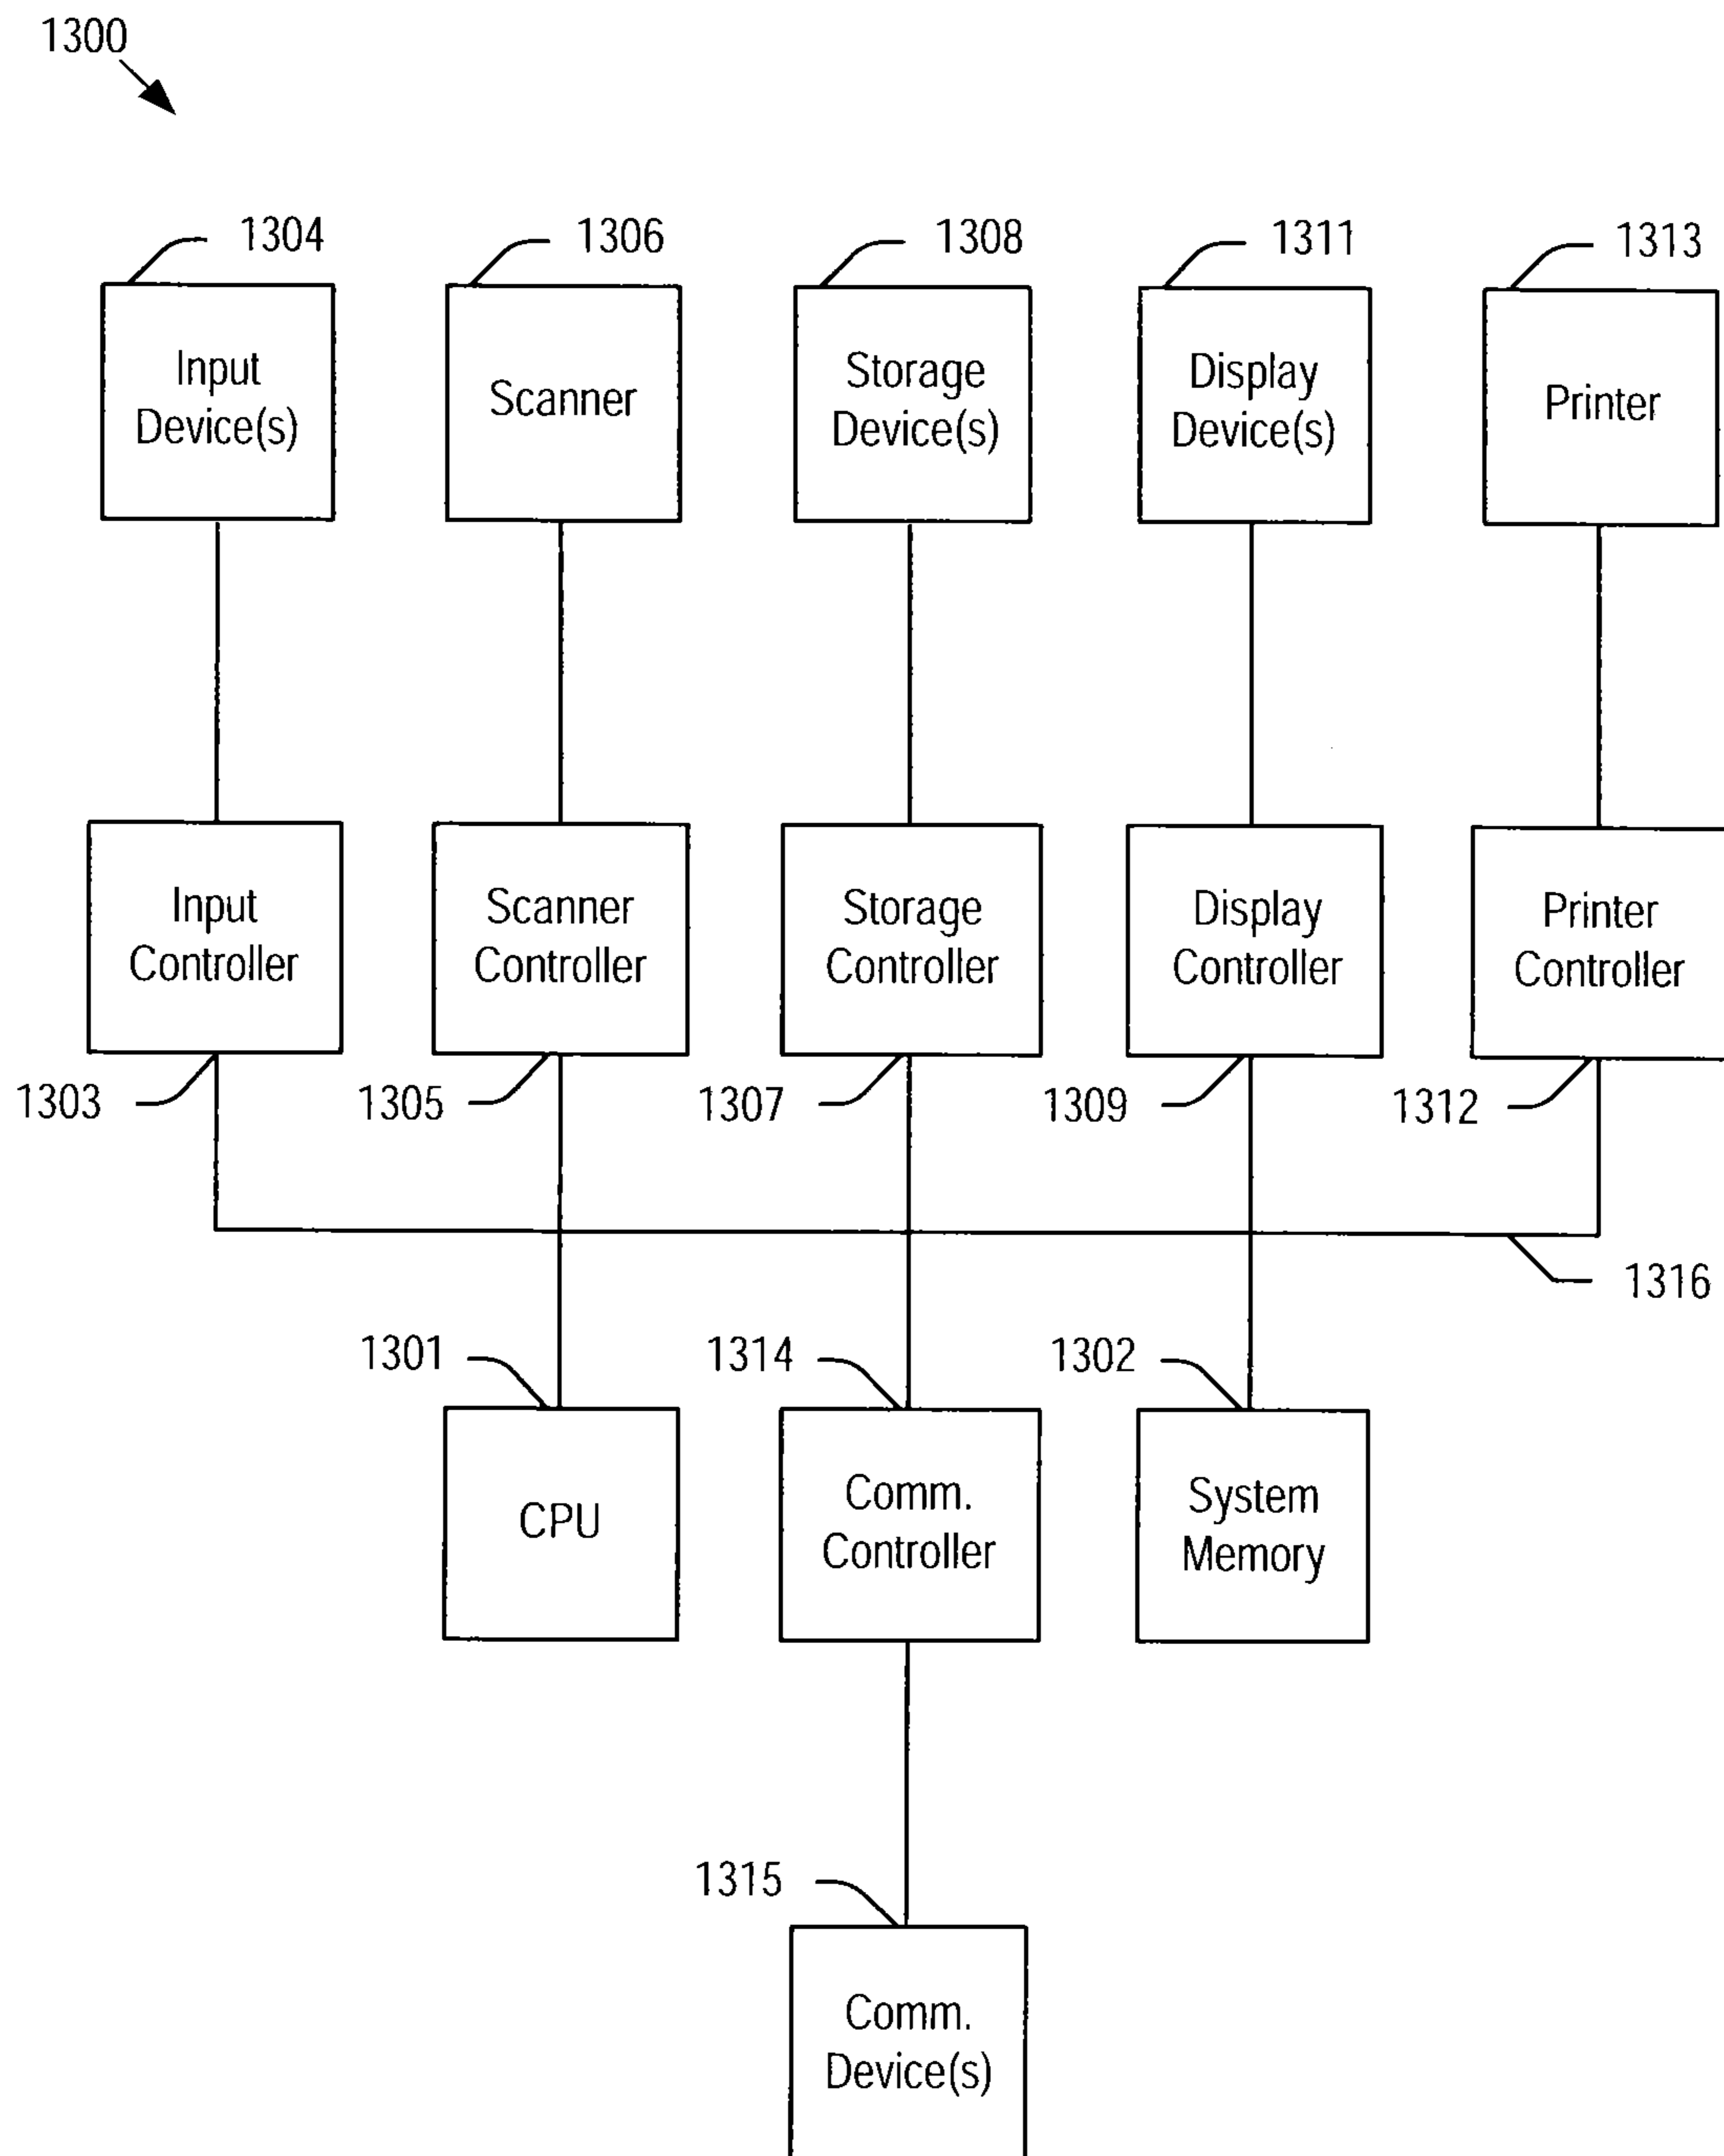 1300
1304
1306
1308
1311
1313
Input
Device(s)
Scanner
Storage
Device(s)
Display
Device(s)
Printer
Input
Controller
Scanner
Controller
Storage
Controller
Display
Controller
Printer
Controller
1303
1305
1307
1309
1312
1316
1301
1314
1302
CPU
Comm.
Controller
System
Memory
1315
Comm.
Device(s)